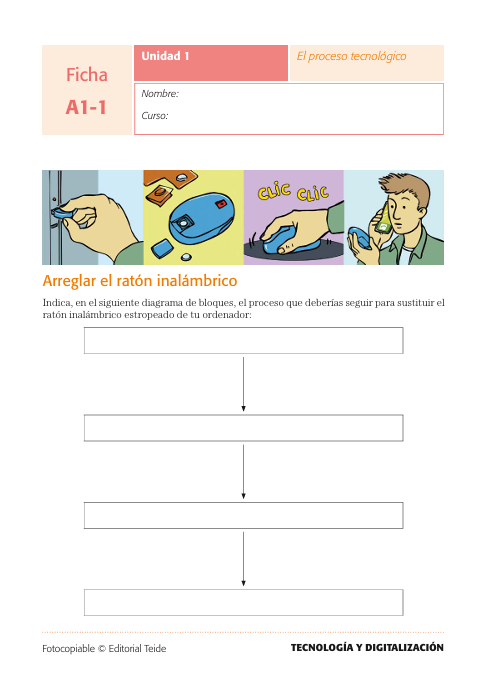 Ficha
A1-1
Unidad 1
El proceso tecnológico
Nombre:
Curso:
CLIC CLIC
Arreglar el ratón inalámbrico
Indica, en el siguiente diagrama de bloques, el proceso que deberías seguir para sustituir el
ratón inalámbrico estropeado de tu ordenador:
Fotocopiable © Editorial Teide
TECNOLOGÍA Y DIGITALIZACIÓN